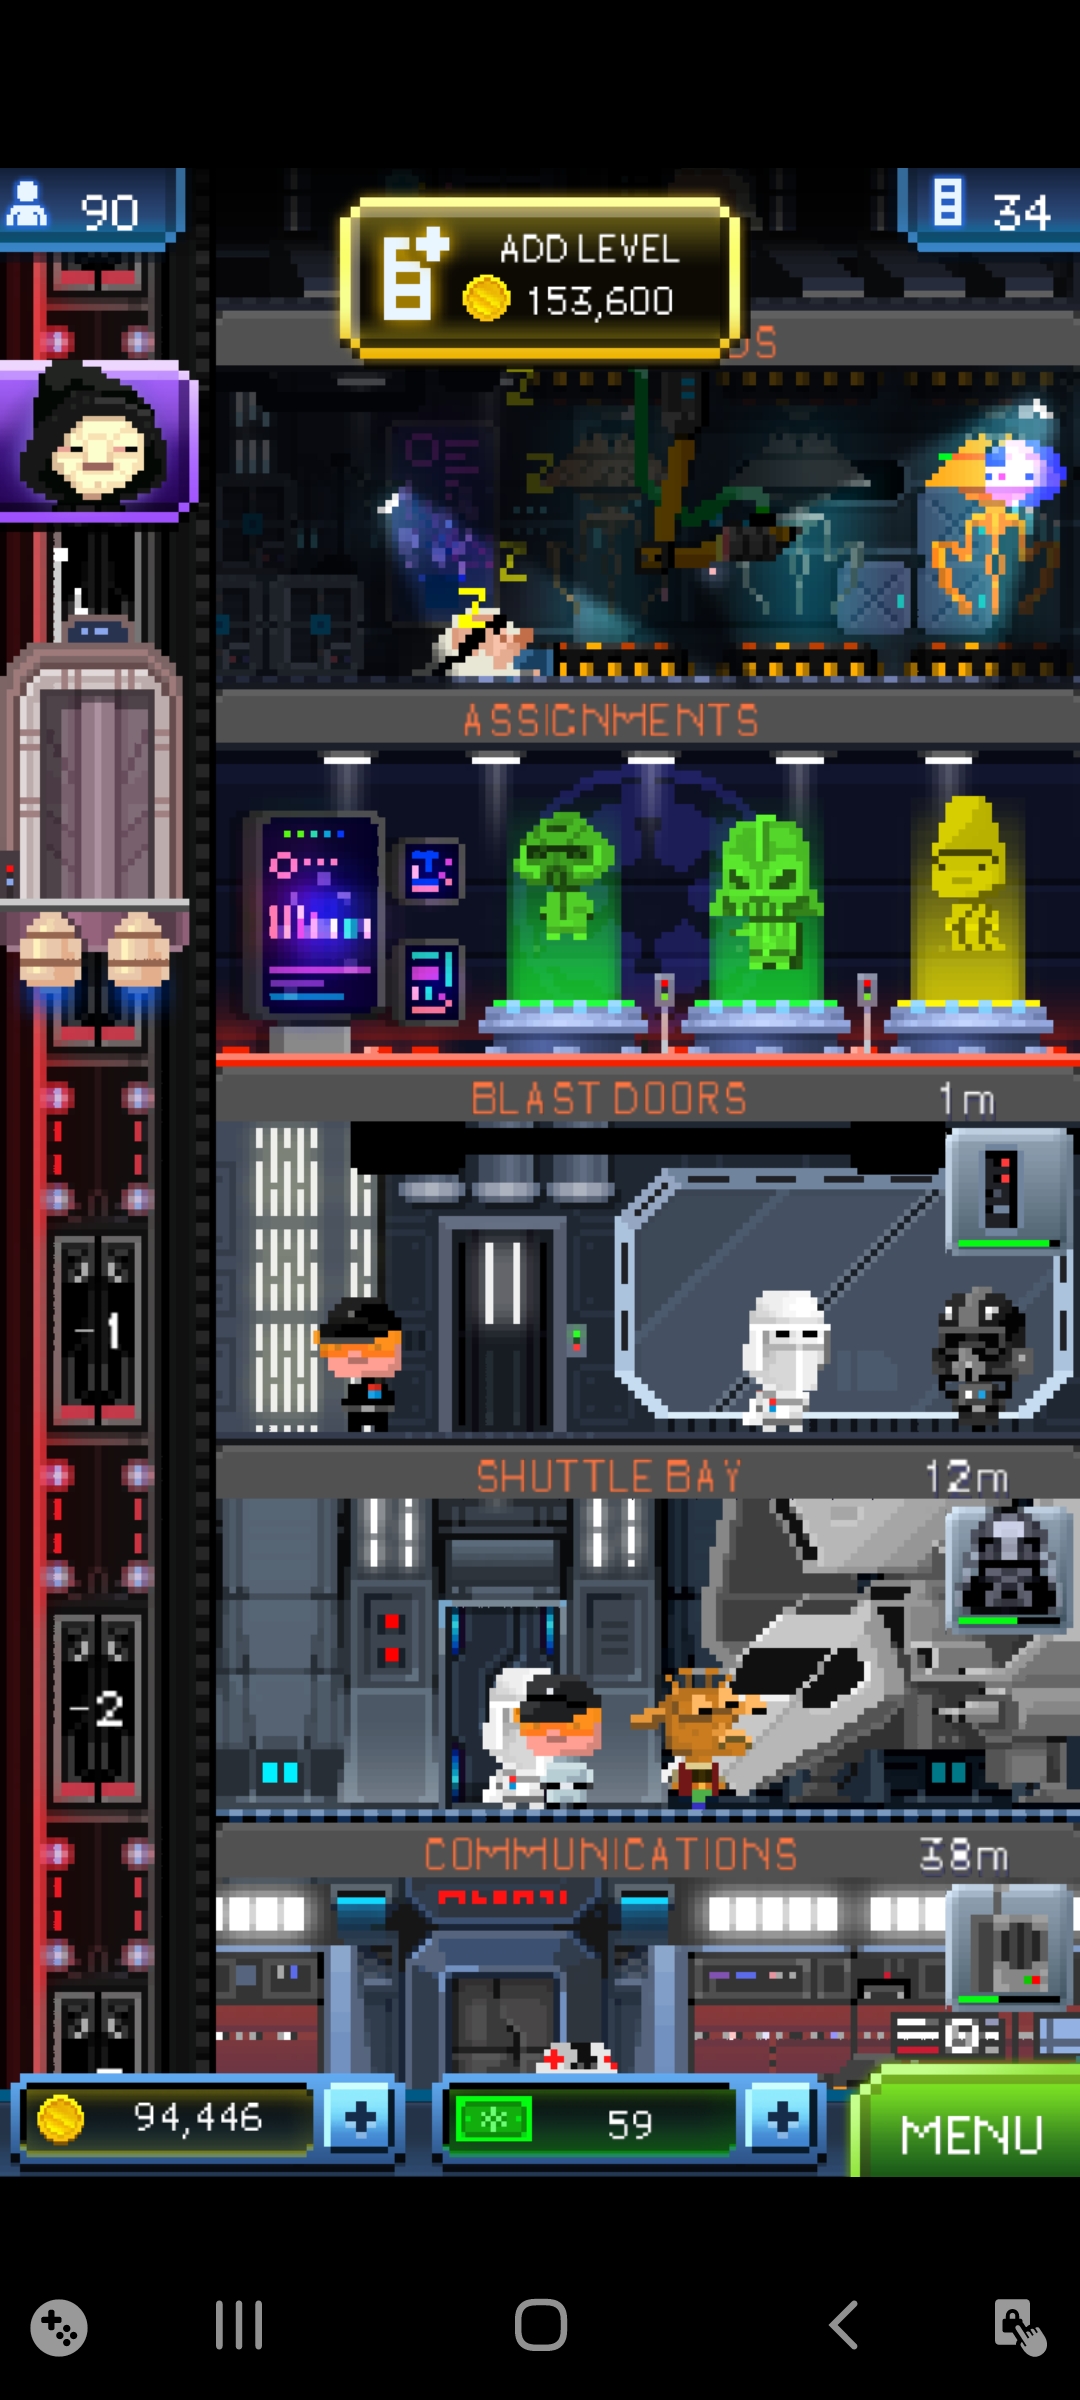 90
ADD LEVEL
153,600
34
Z
Z
Z
Z
ASSIGNMENTS
BLAST DOORS 1m
-1
SHUTTLE BAY 12m
-2
COMMUNICATIONS 38m
94,446
59
MENU